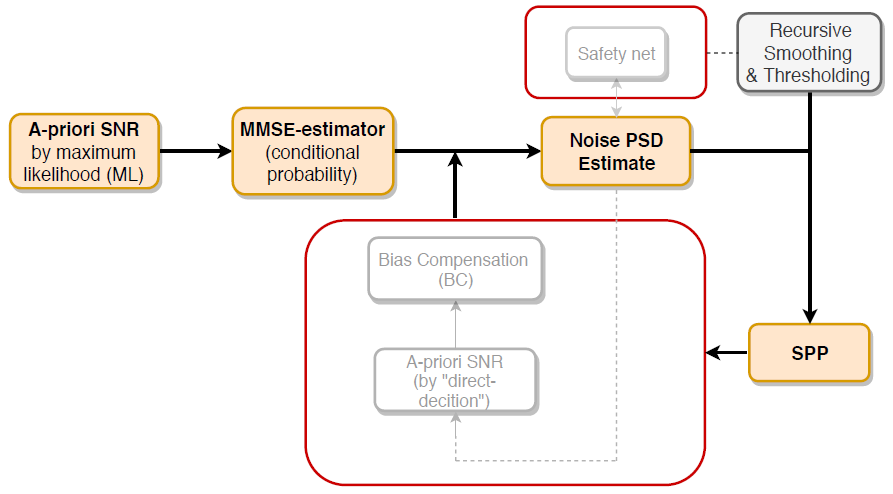 Safety net
Recursive
Smoothing
& Thresholding
A-priori SNR
by maximum
likelihood (ML)
MMSE-estimator
(conditional
probability)
Noise PSD
Estimate
Bias Compensation
(BC)
A-priori SNR
(by "direct-
decition")
SPP